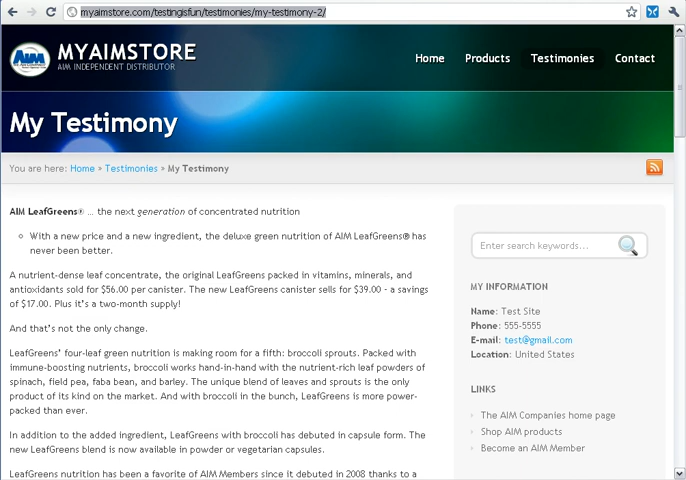 myaimstore.com/testingisfun/testimonies/my-testimony-2/
AIM
MYAIMSTORE
AIM INDEPENDENT DISTRIBUTOR
Home Products Testimonies Contact
My Testimony
You are here: Home » Testimonies » My Testimony
AIM LeafGreens® ... the next generation of concentrated nutrition
With a new price and a new ingredient, the deluxe green nutrition of AIM LeafGreens® has
never been better.
A nutrient-dense leaf concentrate, the original LeafGreens packed in vitamins, minerals, and
antioxidants sold for $56.00 per canister. The new LeafGreens canister sells for $39.00 - a savings
of $17.00. Plus it's a two-month supply!
And that's not the only change.
LeafGreens' four-leaf green nutrition is making room for a fifth: broccoli sprouts. Packed with
immune-boosting nutrients, broccoli works hand-in-hand with the nutrient-rich leaf powders of
spinach, field pea, faba bean, and barley. The unique blend of leaves and sprouts is the only
product of its kind on the market. And with broccoli in the bunch, LeafGreens is more power-
packed than ever.
In addition to the added ingredient, LeafGreens with broccoli has debuted in capsule form. The
new LeafGreens blend is now available in powder or vegetarian capsules.
LeafGreens nutrition has been a favorite of AIM Members since it debuted in 2008 thanks to a
Enter search keywords...
MY INFORMATION
Name: Test Site
Phone: 555-5555
E-mail: test@gmail.com
Location: United States
LINKS
The AIM Companies home page
Shop AIM products
Become an AIM Member